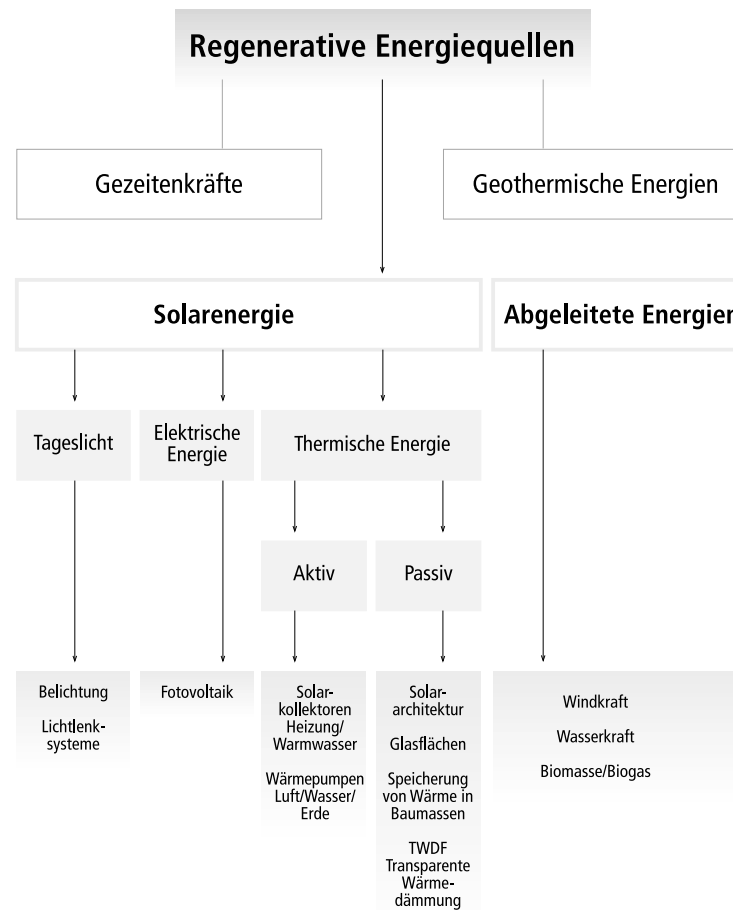 Regenerative Energiequellen
Gezeitenkräfte
Geothermische Energien
Solarenergie
Abgeleitete Energien
Tageslicht
Elektrische
Energie
Thermische Energie
Aktiv
Passiv
Belichtung
Lichtlenk-
systeme
Fotovoltaik
Solar-
kollektoren
Heizung/
Warmwasser
Wärmepumpen
Luft/Wasser/
Erde
Solar-
architektur
Glasflächen
Speicherung
von Wärme in
Baumassen
TWDF
Transparente
Wärme-
dämmung
Windkraft
Wasserkraft
Biomasse/Biogas